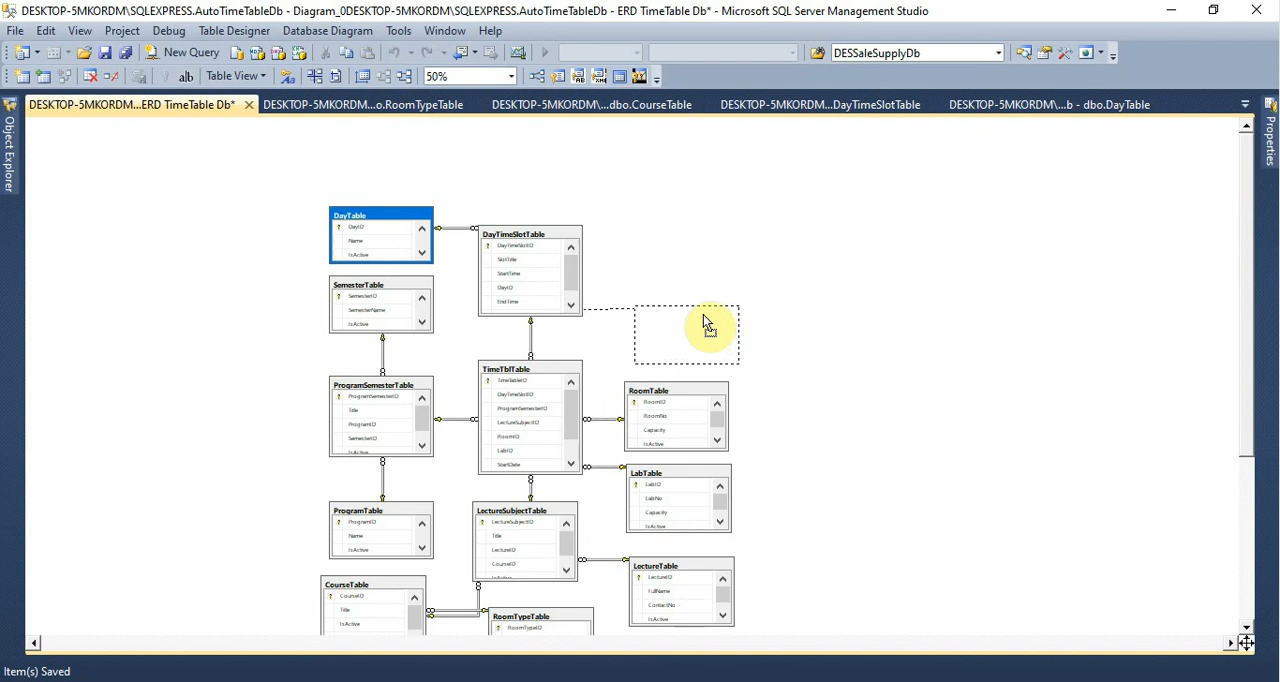 DESKTOP-5MKORDM\SQLEXPRESS.AutoTimeTableDb - Diagram_0DESKTOP-5MKORDM\SQLEXPRESS.AutoTimeTableDb - ERD TimeTable Db* - Microsoft SQL Server Management Studio
File Edit View Project Debug Table Designer Database Diagram Tools Window Help
New Query DESSaleSupplyDb
Table View 50%
DESKTOP-5MKORDM...ERD TimeTable Db* DESKTOP-5MKORDM...o.RoomTypeTable DESKTOP-5MKORDM\...dbo.CourseTable DESKTOP-5MKORDM...DayTimeSlotTable DESKTOP-5MKORDM\...b - dbo.DayTable
Object Explorer
Properties
DayTable
DayID
Name
IsActive
DayTimeSlotTable
DayTimeSlotID
SlotTitle
StartTime
DayID
EndTime
SemesterTable
SemesterID
SemesterName
IsActive
ProgramSemesterTable
ProgramSemesterID
Title
ProgramID
SemesterID
IsActive
TimeTblTable
TimeTableID
DayTimeSlotID
ProgramSemesterID
LectureSubjectID
RoomID
LabID
StartDate
RoomTable
RoomID
RoomNo
Capacity
IsActive
LabTable
LabID
LabNo
Capacity
IsActive
ProgramTable
ProgramID
Name
IsActive
LectureSubjectTable
LectureSubjectID
Title
LectureID
CourseID
IsActive
LectureTable
LectureID
FullName
ContactNo
IsActive
CourseTable
CourseID
Title
IsActive
RoomTypeTable
RoomTypeID
Item(s) Saved